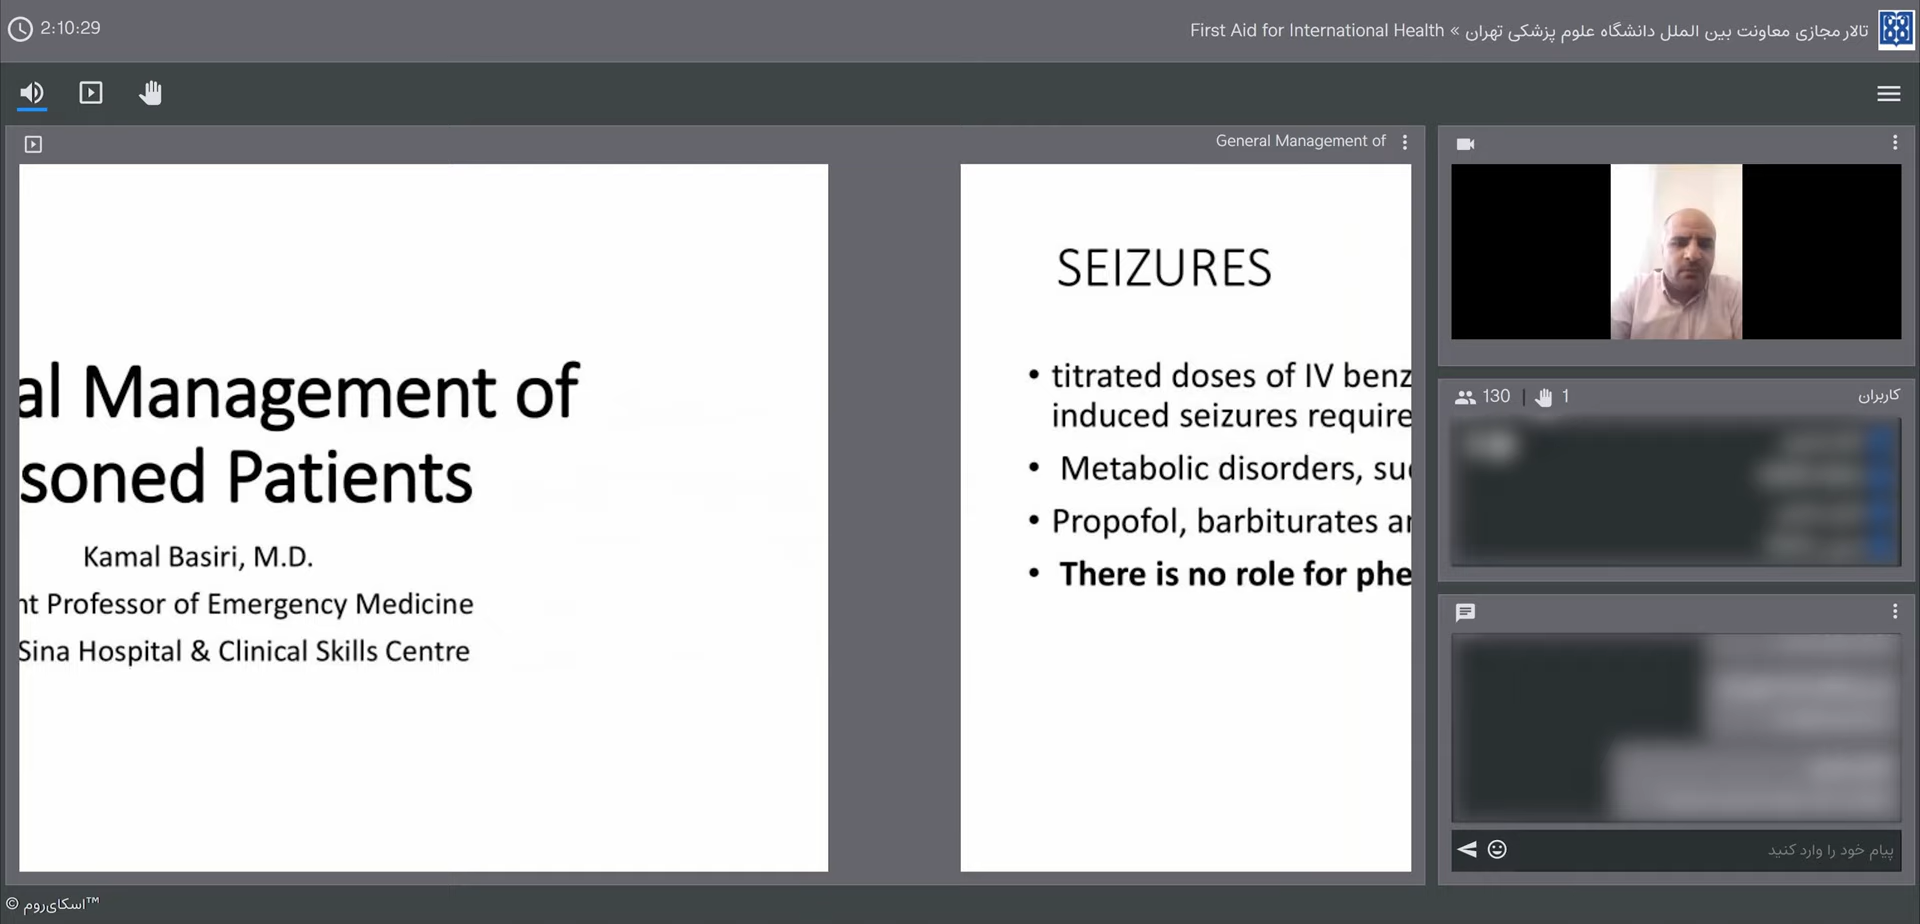 2:10:29
First Aid for International Health » تالار مجازی معاونت بین الملل دانشگاه علوم پزشکی تهران
General Management of
al Management of
soned Patients
Kamal Basiri, M.D.
nt Professor of Emergency Medicine
Sina Hospital & Clinical Skills Centre
SEIZURES
• titrated doses of IV benz
induced seizures require
• Metabolic disorders, suc
• Propofol, barbiturates ar
• There is no role for phe
130 | 1
کاربران
پیام خود را وارد کنید
© اسکای‌روم™